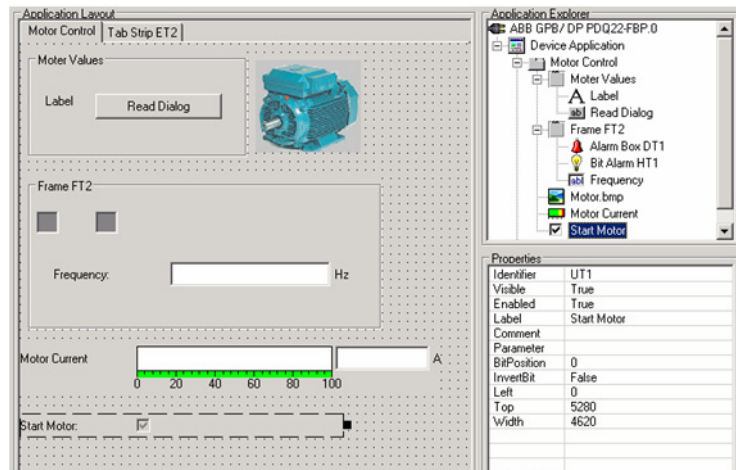 Application Layout
Motor Control
Tab Strip ET2
Moter Values
Label
Read Dialog
Frame FT2
Frequency:
Hz
Motor Current
A
0 20 40 60 80 100
Start Motor:
Application Explorer
ABB GPB/ DP PDQ22-FBP.0
Device Application
Motor Control
Moter Values
A Label
abl Read Dialog
Frame FT2
Alarm Box DT1
Bit Alarm HT1
abl Frequency
Motor.bmp
Motor Current
Start Motor
Properties
Identifier UT1
Visible True
Enabled True
Label Start Motor
Comment
Parameter
BitPosition 0
InvertBit False
Left 0
Top 5280
Width 4620